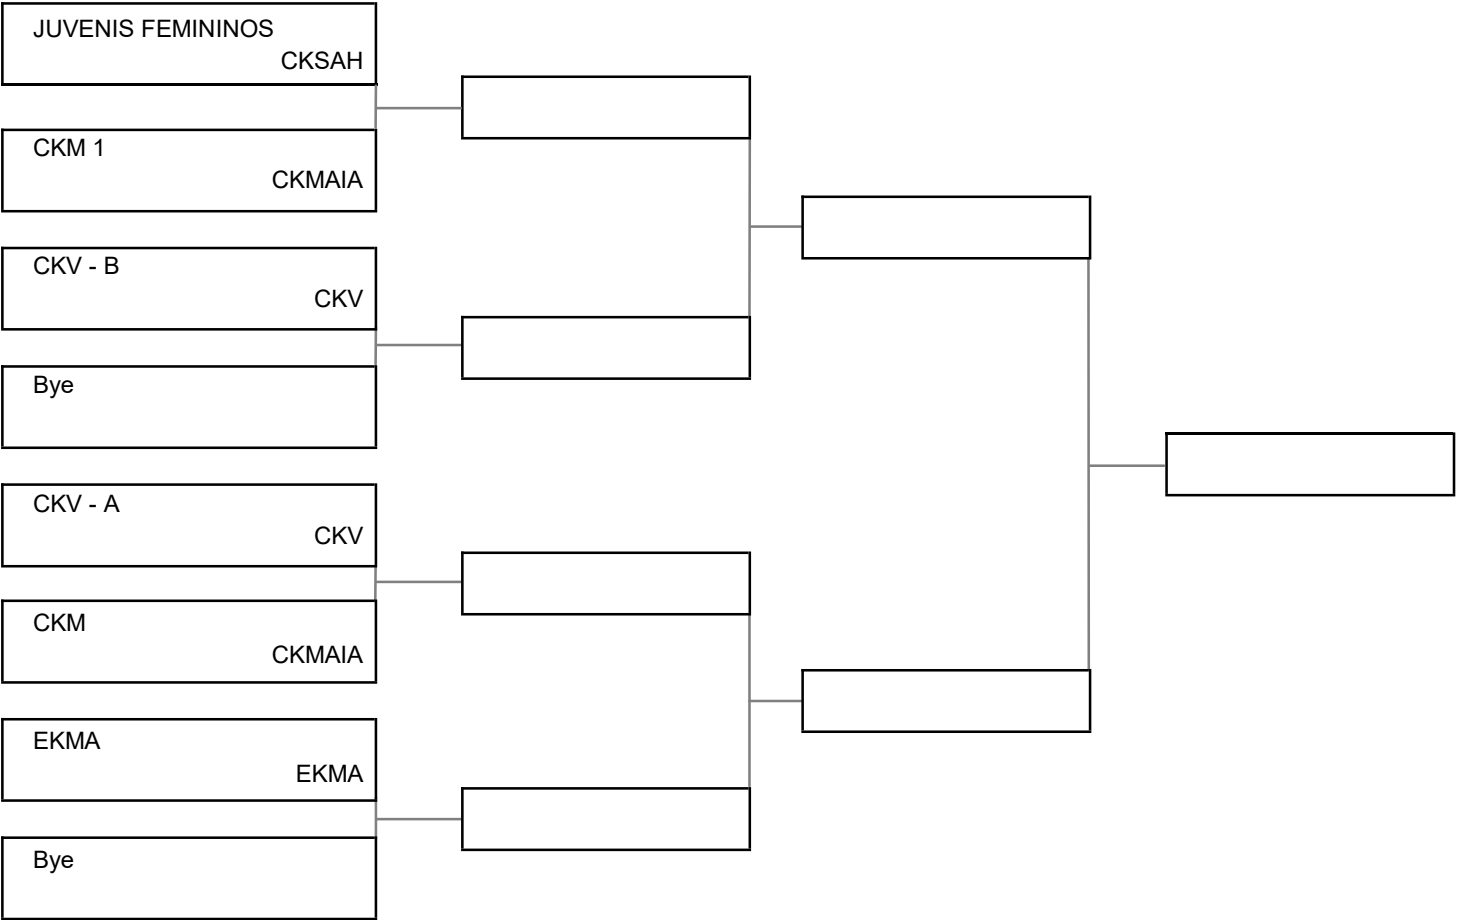 JUVENIS FEMININOS
CKSAH
CKM 1
CKMAIA
CKV - B
CKV
Bye
CKV - A
CKV
CKM
CKMAIA
EKMA
EKMA
Bye